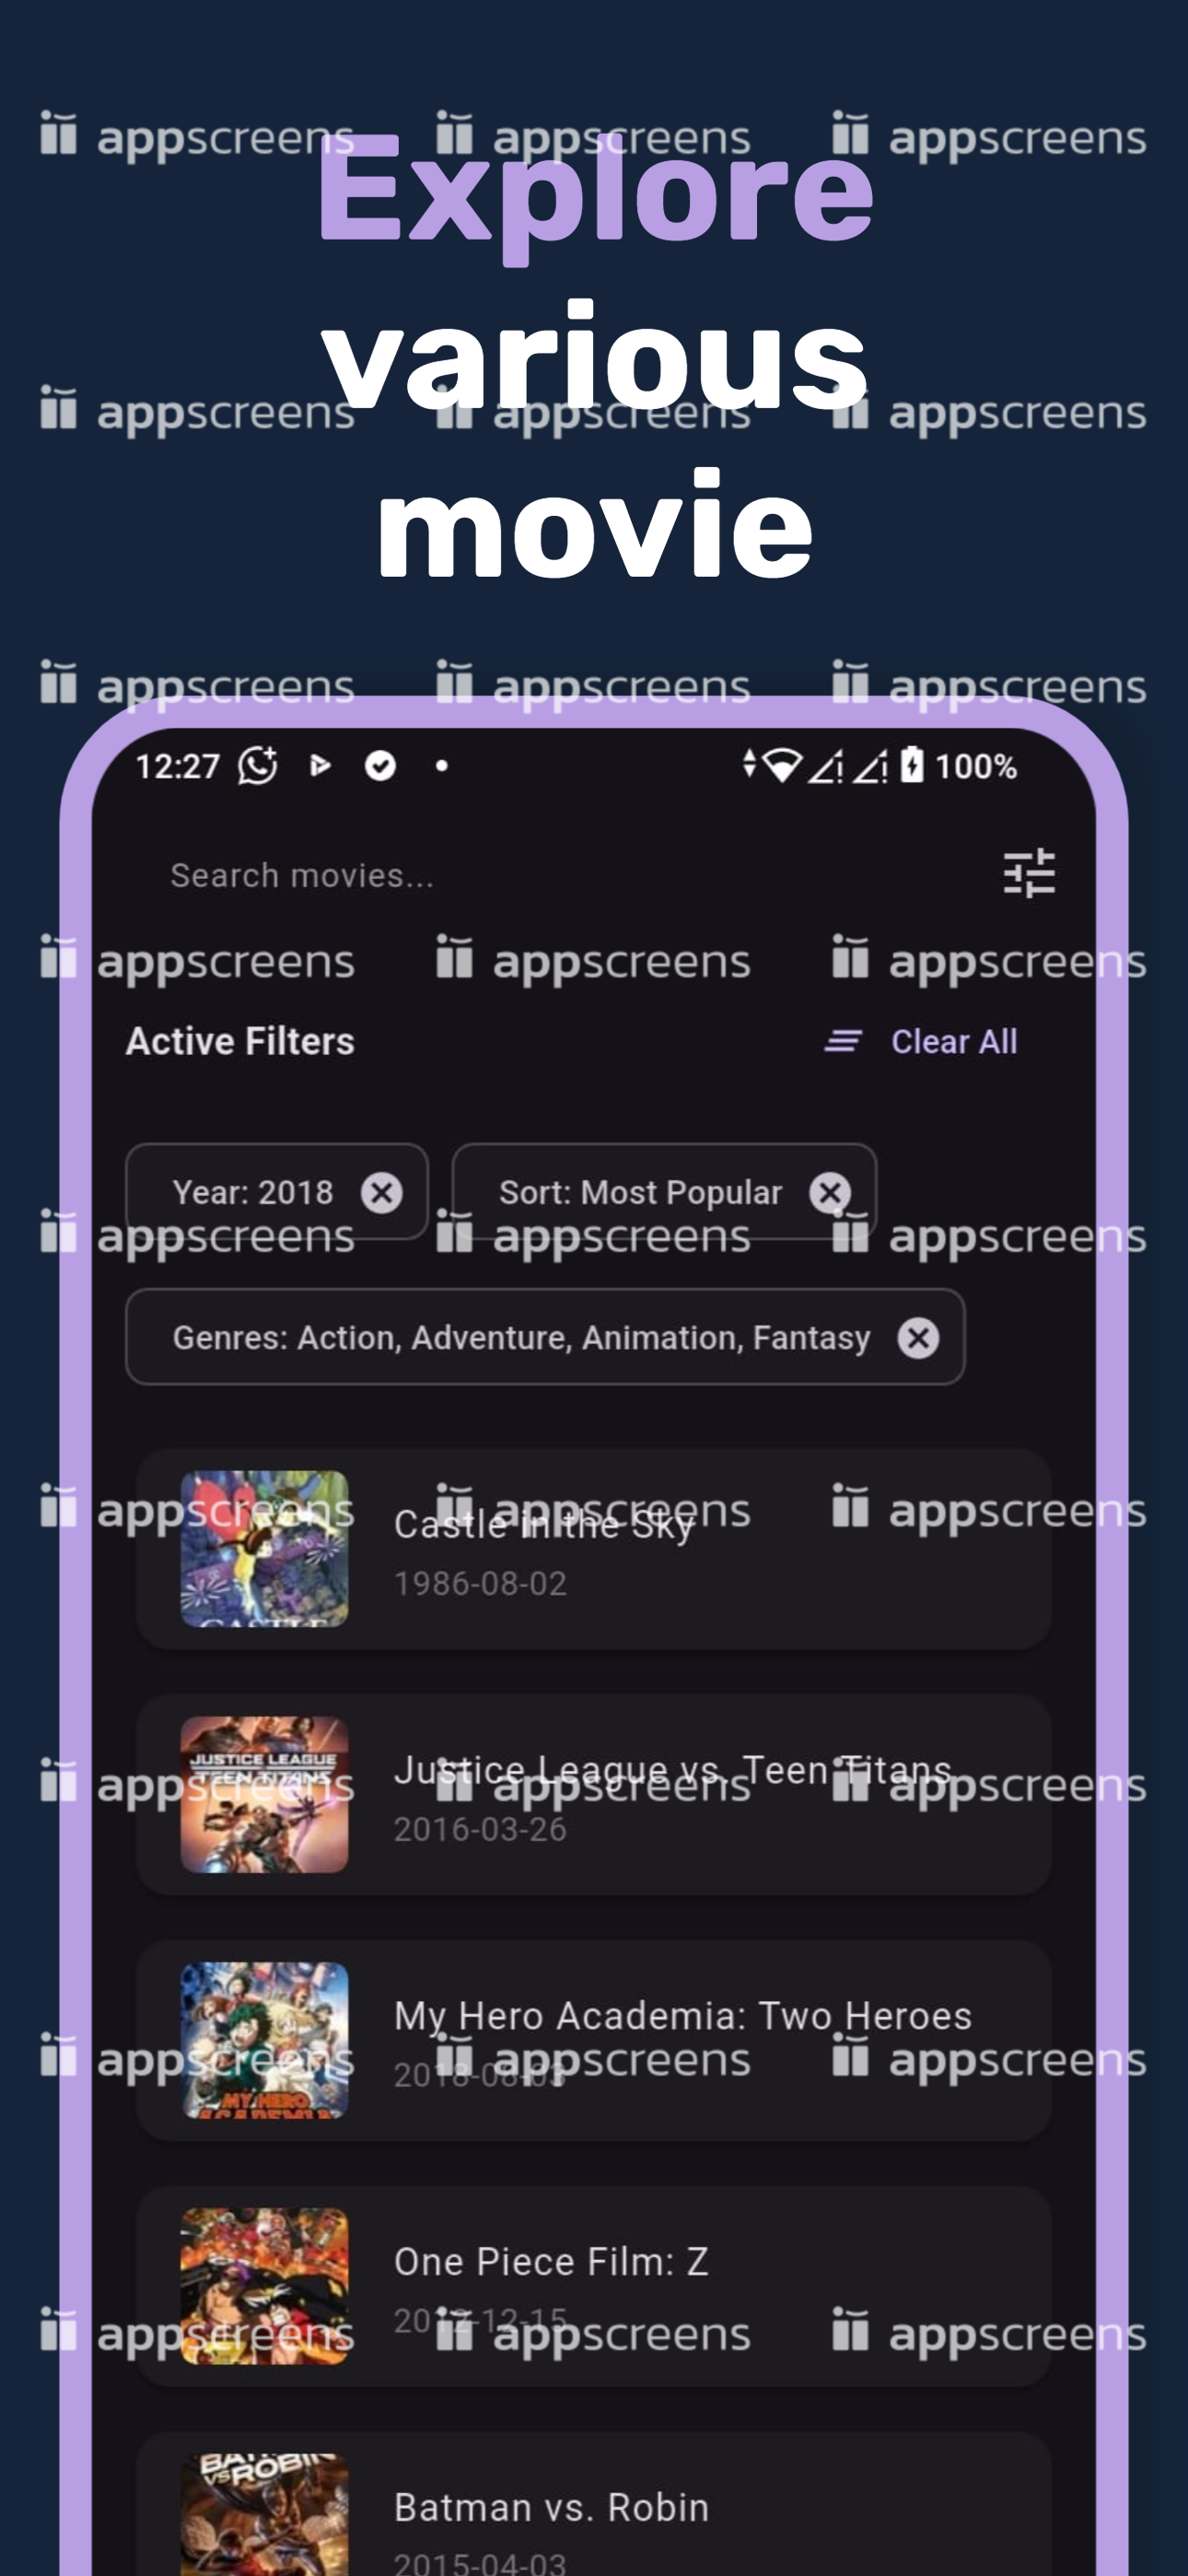 appscreens appscreens appscreens
Explore
various
appscreens appscreens appscreens
movie
appscreens appscreens appscreens
12:27 100%
Search movies...
appscreens appscreens appscreens
Active Filters Clear All
Year: 2018 Sort: Most Popular
appscreens appscreens appscreens
Genres: Action, Adventure, Animation, Fantasy
appscreens appscreens appscreens
Castle in the Sky
1986-08-02
CASTLE
JUSTICE LEAGUE
TEEN TITANS
Justice League vs. Teen Titans
appscreens appscreens appscreens
2016-03-26
My Hero Academia: Two Heroes
appscreens appscreens appscreens
2018-08-03
MY HERO
ACADEMIA
One Piece Film: Z
2012-12-15
appscreens appscreens appscreens
BATMAN
VS ROBIN
Batman vs. Robin
2015-04-03